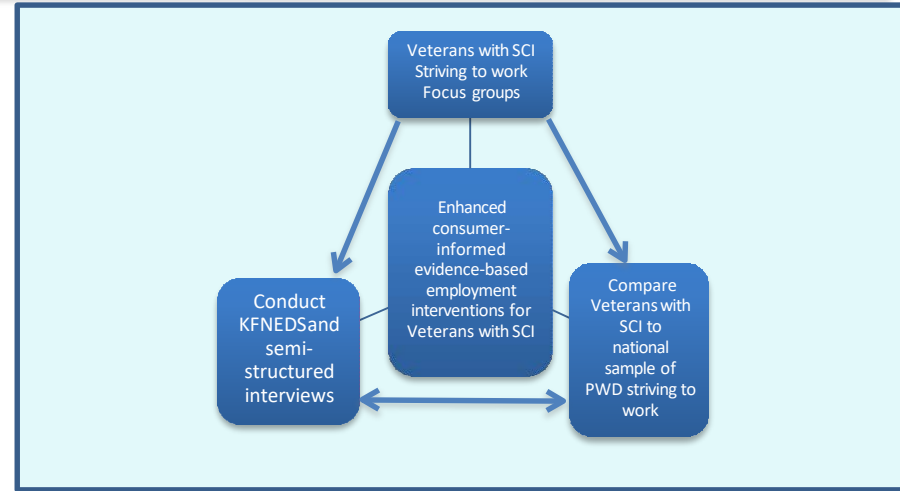 Veterans with SCI
Striving to work
Focus groups
Enhanced
consumer-
informed
evidence-based
employment
interventions for
Veterans with SCI
Conduct
KFNEDSand
semi-
structured
interviews
Compare
Veterans with
SCI to
national
sample of
PWD striving to
work